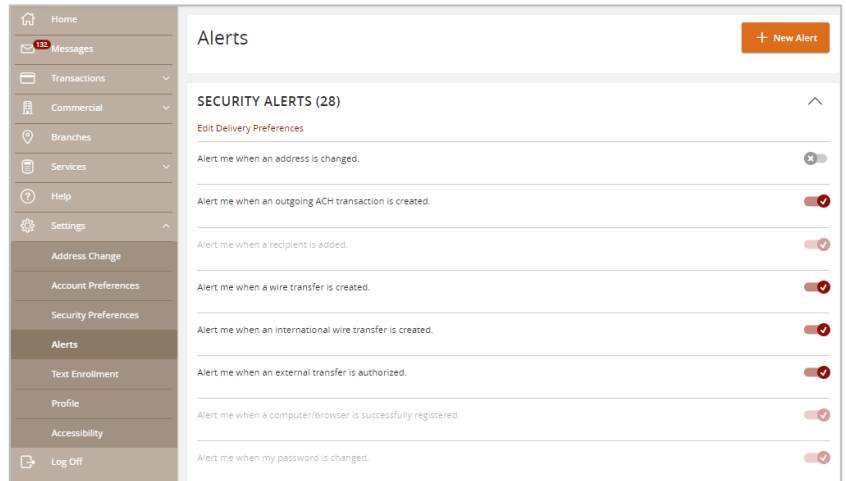 Home
132
Messages
Transactions
Commercial
Branches
Services
Help
Settings
Address Change
Account Preferences
Security Preferences
Alerts
Text Enrollment
Profile
Accessibility
Log Off
Alerts
+ New Alert
SECURITY ALERTS (28)
Edit Delivery Preferences
Alert me when an address is changed.
Alert me when an outgoing ACH transaction is created.
Alert me when a recipient is added.
Alert me when a wire transfer is created.
Alert me when an international wire transfer is created.
Alert me when an external transfer is authorized.
Alert me when a computer/browser is successfully registered.
Alert me when my password is changed.